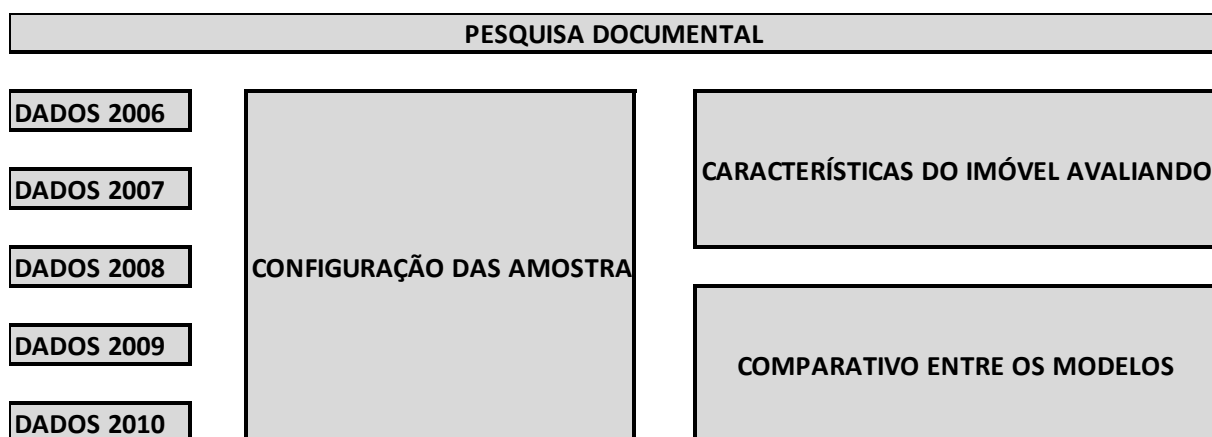 PESQUISA DOCUMENTAL
DADOS 2006
DADOS 2007
DADOS 2008
DADOS 2009
DADOS 2010
CONFIGURAÇÃO DAS AMOSTRA
CARACTERÍSTICAS DO IMÓVEL AVALIANDO
COMPARATIVO ENTRE OS MODELOS